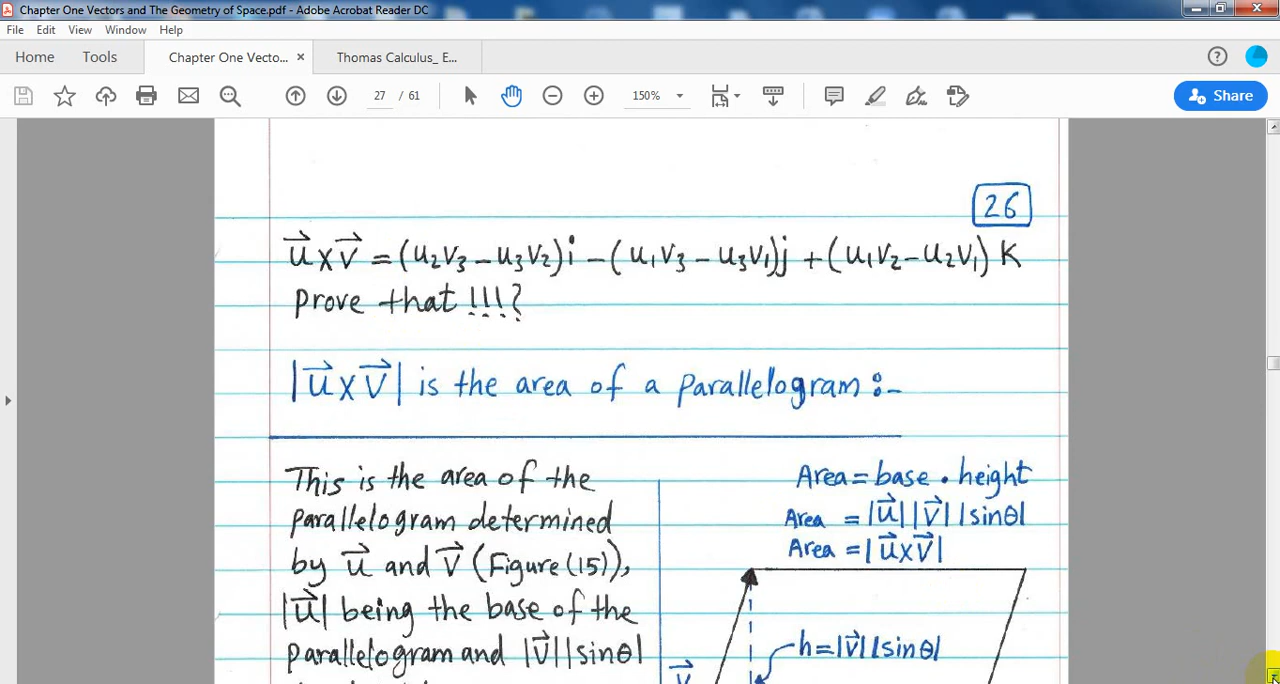 Chapter One Vectors and The Geometry of Space.pdf - Adobe Acrobat Reader DC
File Edit View Window Help
Home Tools Chapter One Vecto... × Thomas Calculus_ E...
27 / 61 150% Share
26
u⃗ x v⃗ = (u₂v₃ - u₃v₂)i - (u₁v₃ - u₃v₁)j + (u₁v₂ - u₂v₁) K
Prove that !!!?
|u⃗ x v⃗| is the area of a Parallelogram :-
This is the area of the
Parallelogram determined
by u⃗ and v⃗ (Figure (15)),
|u⃗| being the base of the
Parallelogram and |v⃗||sinθ|
Area = base . height
Area = |u⃗||v⃗||sinθ|
Area = |u⃗ x v⃗|
h = |v⃗||sinθ|
v⃗